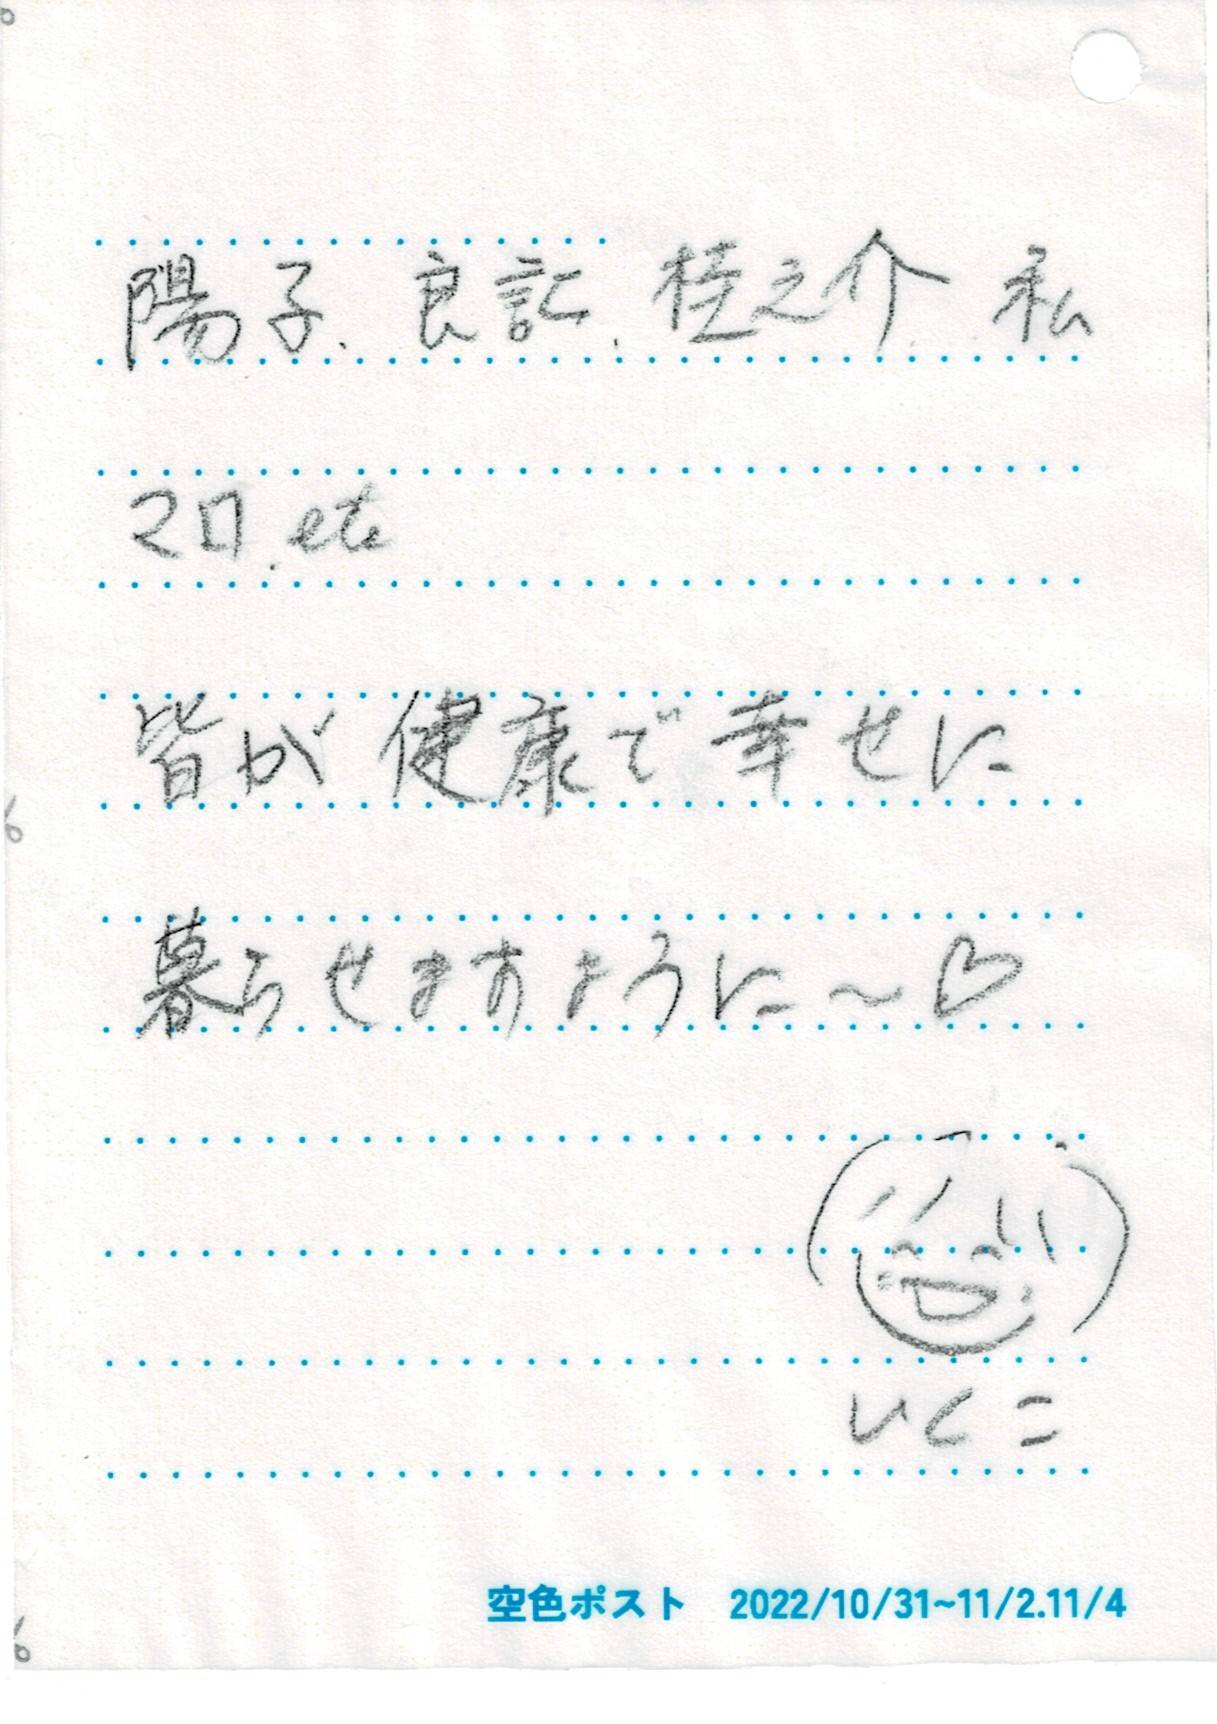 陽子、良記、桂之介 私
マロ、etc
皆が健康で幸せに
暮らせますように〜♡
いくこ
空色ポスト 2022/10/31~11/2.11/4